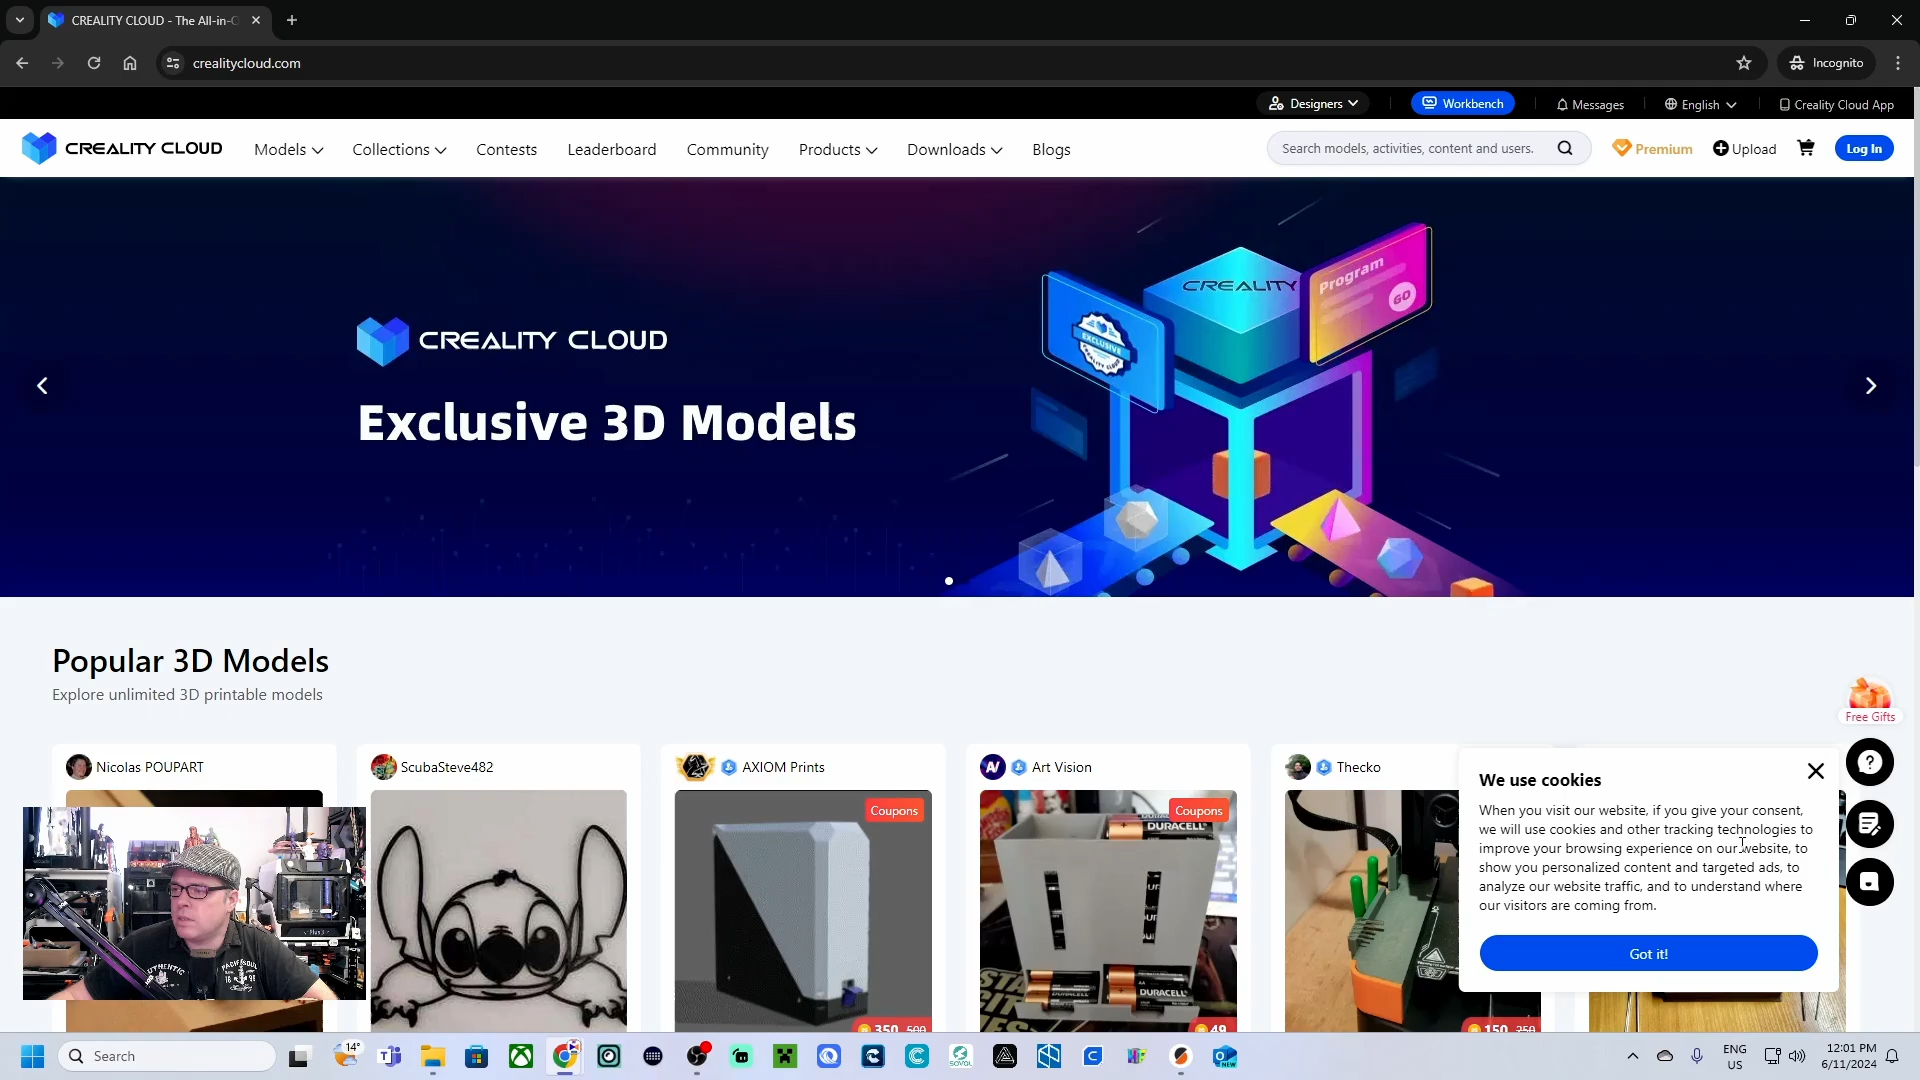 CREALITY CLOUD - The All-in-O
crealitycloud.com
Incognito
Designers
Workbench
Messages
English
Creality Cloud App
CREALITY CLOUD
Models
Collections
Contests
Leaderboard
Community
Products
Downloads
Blogs
Search models, activities, content and users.
Premium
Upload
Log In
CREALITY CLOUD
Exclusive 3D Models
EXCLUSIVE
CREALITY
Program
GO
Popular 3D Models
Explore unlimited 3D printable models
Free Gifts
Nicolas POUPART
ScubaSteve482
AXIOM Prints
Art Vision
Thecko
Coupons
Coupons
DURACELL
DURACELL
DURACELL
350 500
49
150 250
We use cookies
When you visit our website, if you give your consent,
we will use cookies and other tracking technologies to
improve your browsing experience on our website, to
show you personalized content and targeted ads, to
analyze our website traffic, and to understand where
our visitors are coming from.
Got it!
Search
14°
NEW
ENG
US
12:01 PM
6/11/2024